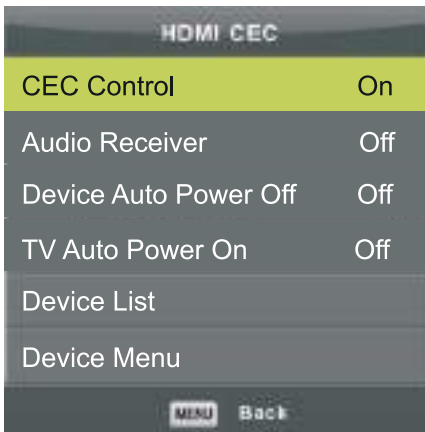 HDMI CEC
CEC Control On
Audio Receiver Off
Device Auto Power Off Off
TV Auto Power On Off
Device List
Device Menu
MENU Back